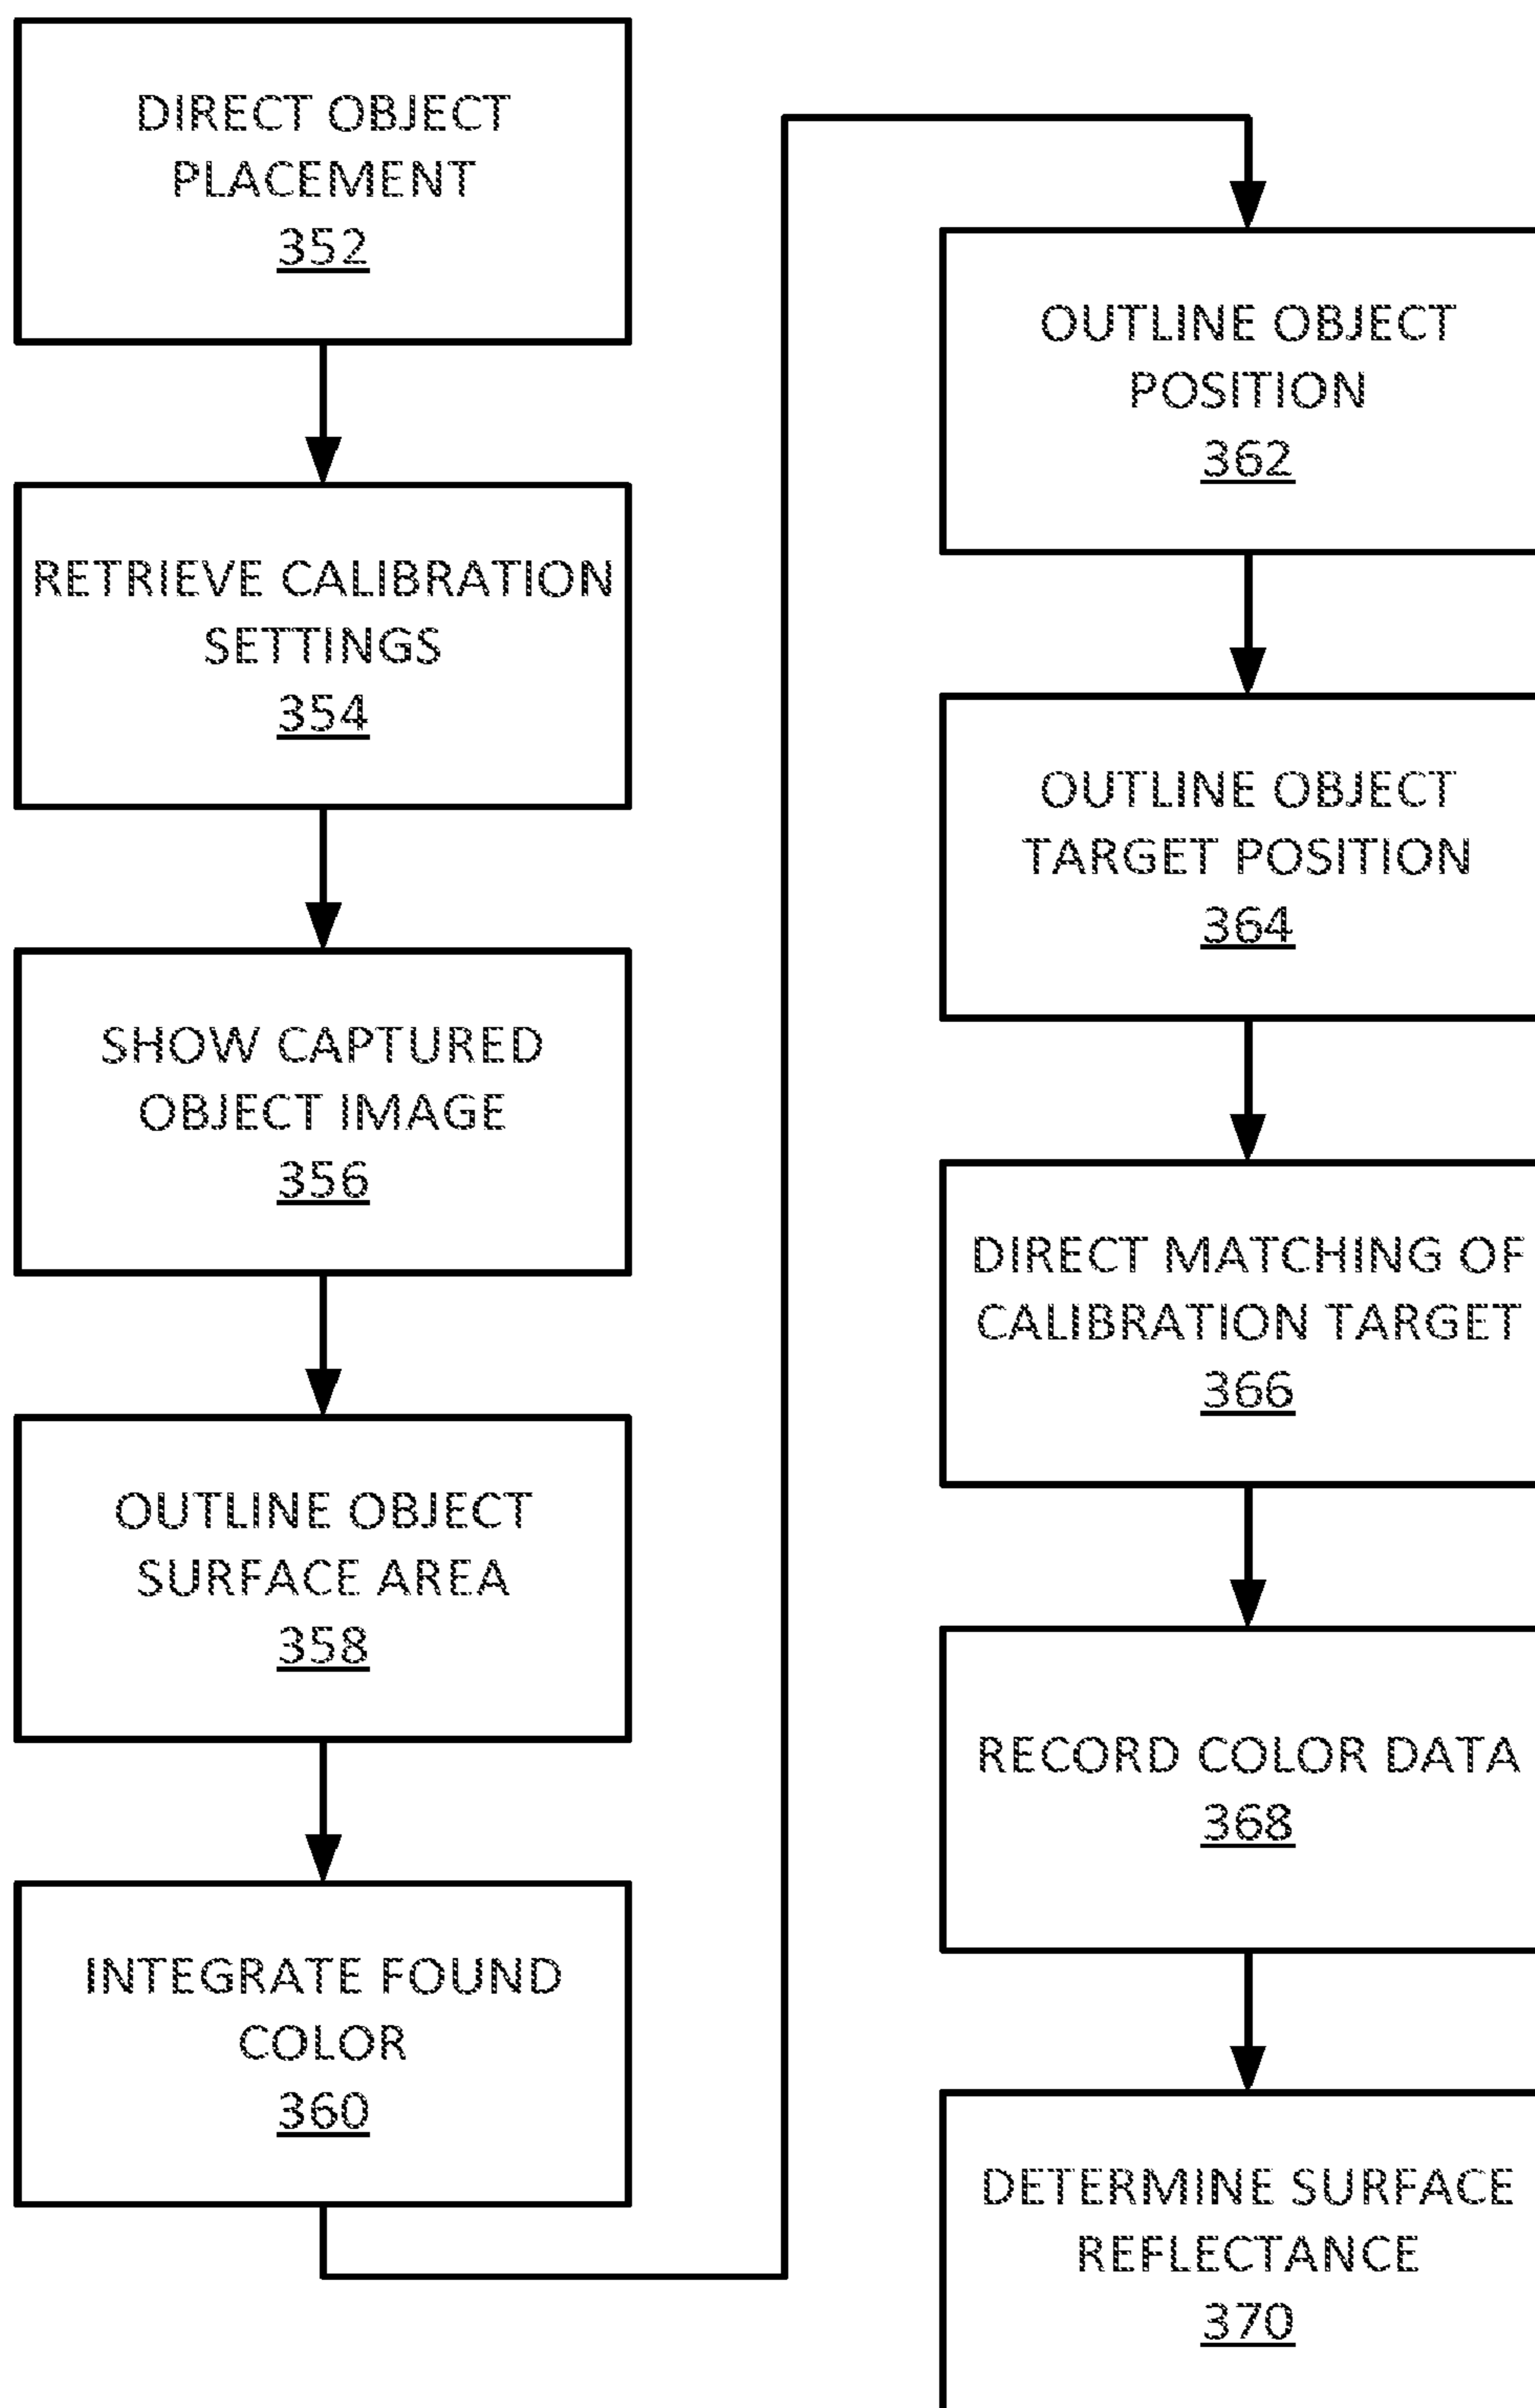 DIRECT OBJECT
PLACEMENT
352
RETRIEVE CALIBRATION
SETTINGS
354
SHOW CAPTURED
OBJECT IMAGE
356
OUTLINE OBJECT
SURFACE AREA
358
INTEGRATE FOUND
COLOR
360
OUTLINE OBJECT
POSITION
362
OUTLINE OBJECT
TARGET POSITION
364
DIRECT MATCHING OF
CALIBRATION TARGET
366
RECORD COLOR DATA
368
DETERMINE SURFACE
REFLECTANCE
370